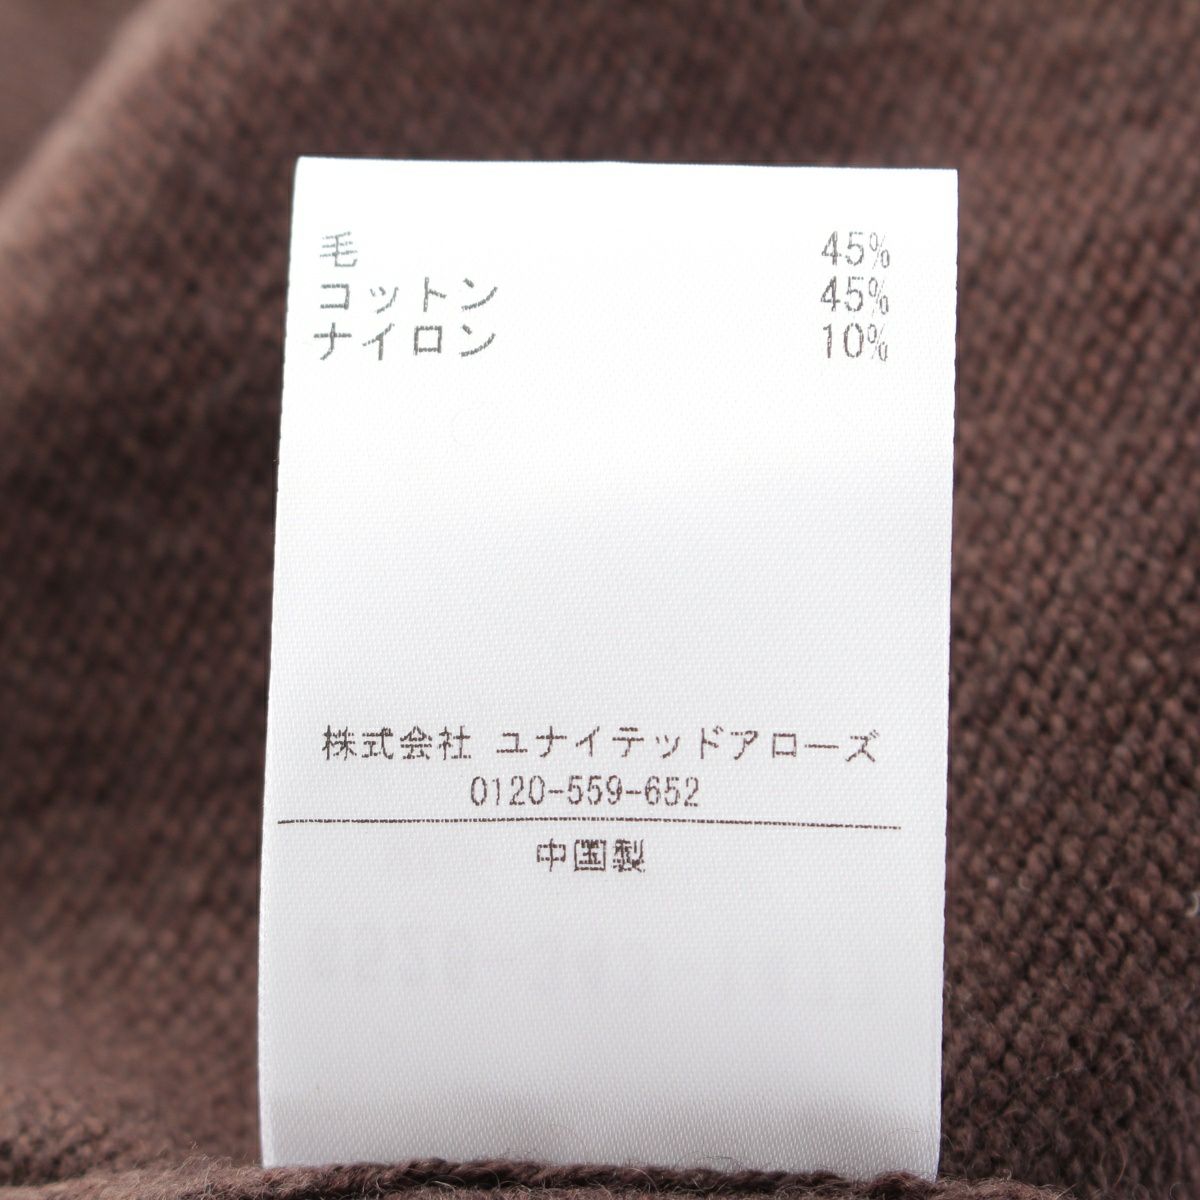 毛 45%
コットン 45%
ナイロン 10%
株式会社 ユナイテッドアローズ
0120-559-652
中国製